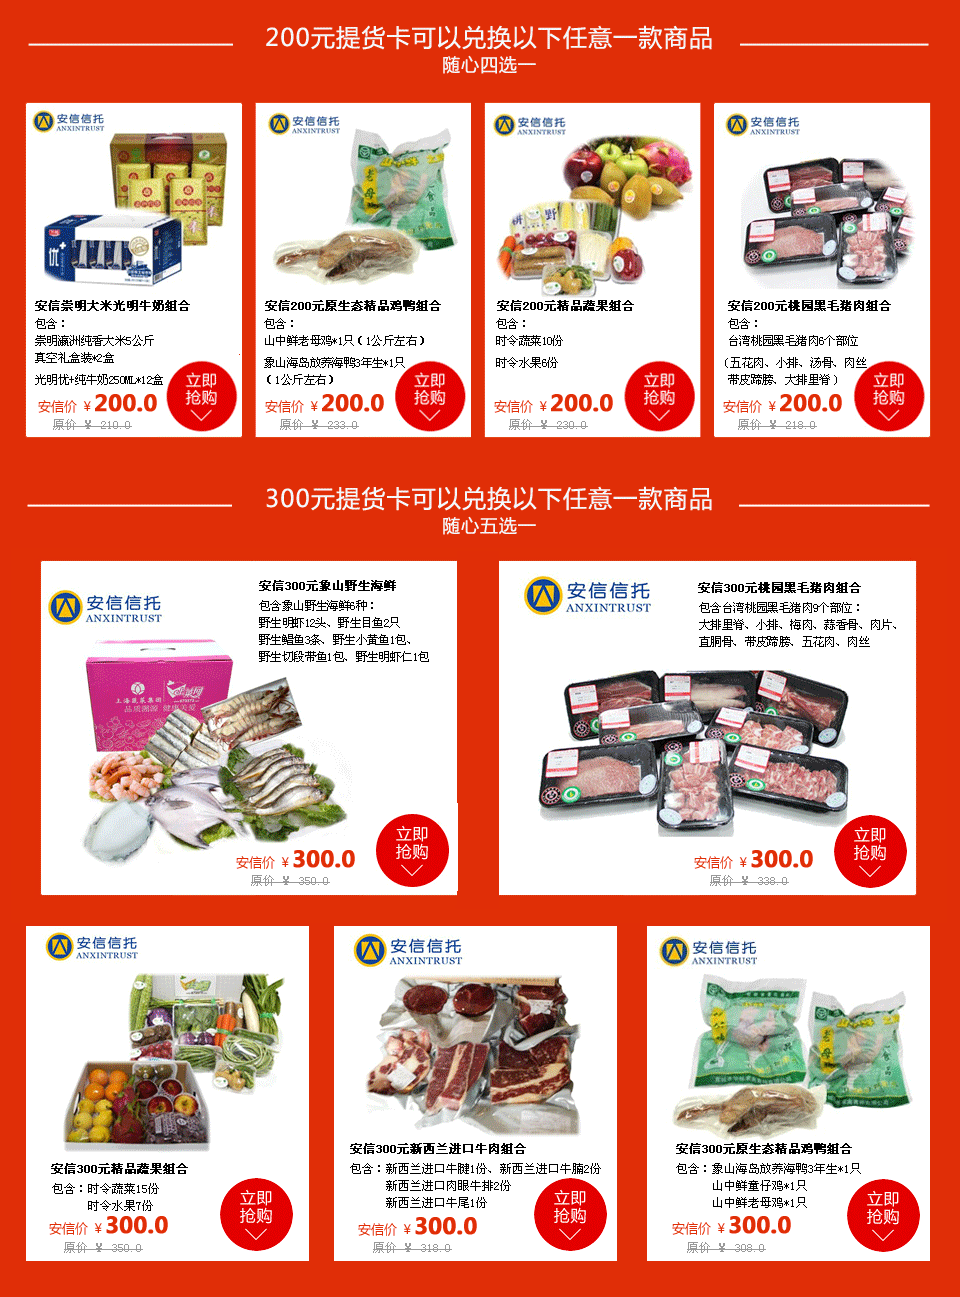 200元提货卡可以兑换以下任意一款商品
随心四选一
安信信托
ANXINTRUST
安信崇明大米光明牛奶组合
包含：
崇明瀛洲纯香大米5公斤
真空礼盒装*2盒
光明优+纯牛奶250ML*12盒
安信价 ¥200.0
原价 ¥ 210.0
立即
抢购
安信信托
ANXINTRUST
安信200元原生态精品鸡鸭组合
包含：
山中鲜老母鸡*1只（1公斤左右）
象山海岛放养海鸭3年生*1只
（1公斤左右）
安信价 ¥200.0
原价 ¥ 233.0
立即
抢购
安信信托
ANXINTRUST
安信200元精品蔬果组合
包含：
时令蔬菜10份
时令水果6份
安信价 ¥200.0
原价 ¥ 230.0
立即
抢购
安信信托
ANXINTRUST
安信200元桃园黑毛猪肉组合
包含：
台湾桃园黑毛猪肉6个部位
（五花肉、小排、汤骨、肉丝
带皮蹄膀、大排里脊）
安信价 ¥200.0
原价 ¥ 218.0
立即
抢购
300元提货卡可以兑换以下任意一款商品
随心五选一
安信信托
ANXINTRUST
安信300元象山野生海鲜
包含象山野生海鲜6种：
野生明虾12头、野生目鱼2只
野生鲳鱼3条、野生小黄鱼1包、
野生切段带鱼1包、野生明虾仁1包
上海蔬菜集团
安信价 ¥300.0
原价 ¥ 350.0
立即
抢购
安信信托
ANXINTRUST
安信300元桃园黑毛猪肉组合
包含台湾桃园黑毛猪肉9个部位：
大排里脊、小排、梅肉、蒜香骨、肉片、
直胴骨、带皮蹄膀、五花肉、肉丝
安信价 ¥300.0
原价 ¥ 338.0
立即
抢购
安信信托
ANXINTRUST
安信300元精品蔬果组合
包含：时令蔬菜15份
时令水果7份
安信价 ¥300.0
原价 ¥ 350.0
立即
抢购
安信信托
ANXINTRUST
安信300元新西兰进口牛肉组合
包含：新西兰进口牛腱1份、新西兰进口牛腩2份
新西兰进口肉眼牛排2份
新西兰进口牛尾1份
安信价 ¥300.0
原价 ¥ 318.0
立即
抢购
安信信托
ANXINTRUST
安信300元原生态精品鸡鸭组合
包含：象山海岛放养海鸭3年生*1只
山中鲜童仔鸡*1只
山中鲜老母鸡*1只
安信价 ¥300.0
原价 ¥ 308.0
立即
抢购